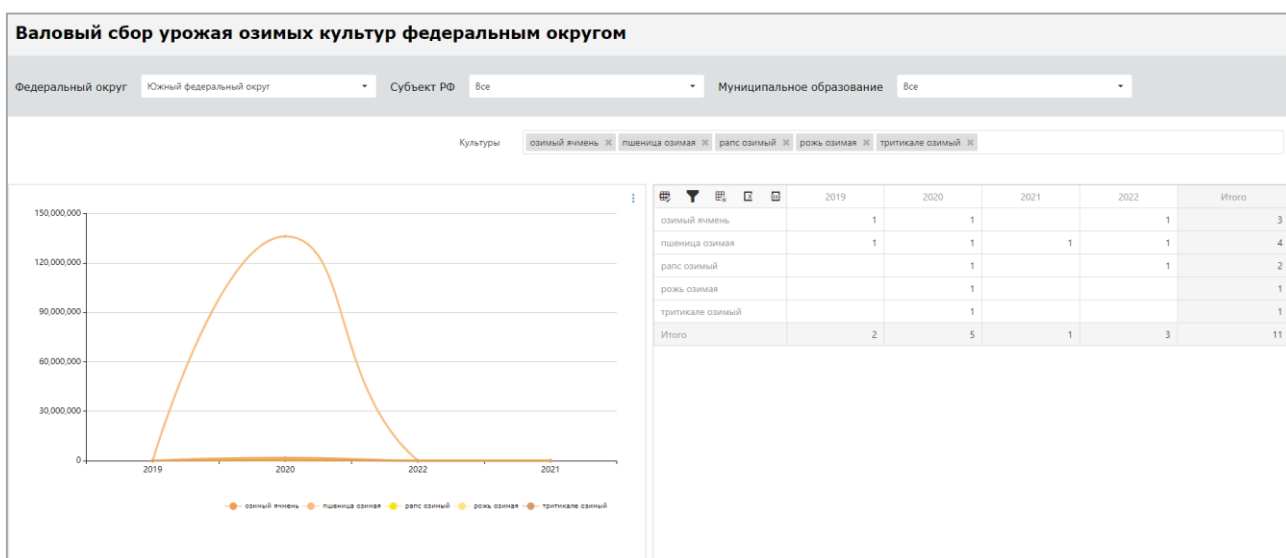 Валовый сбор урожая озимых культур федеральным округом
Федеральный округ Южный федеральный округ Субъект РФ Все Муниципальное образование Все
Культуры озимый ячмень × пшеница озимая × рапс озимый × рожь озимая × тритикале озимый ×
150,000,000
120,000,000
90,000,000
60,000,000
30,000,000
0
2019 2020 2022 2021
озимый ячмень пшеница озимая рапс озимый рожь озимая тритикале озимый
2019 2020 2021 2022 Итого
озимый ячмень 1 1 1 3
пшеница озимая 1 1 1 1 4
рапс озимый 1 1 2
рожь озимая 1 1
тритикале озимый 1 1
Итого 2 5 1 3 11